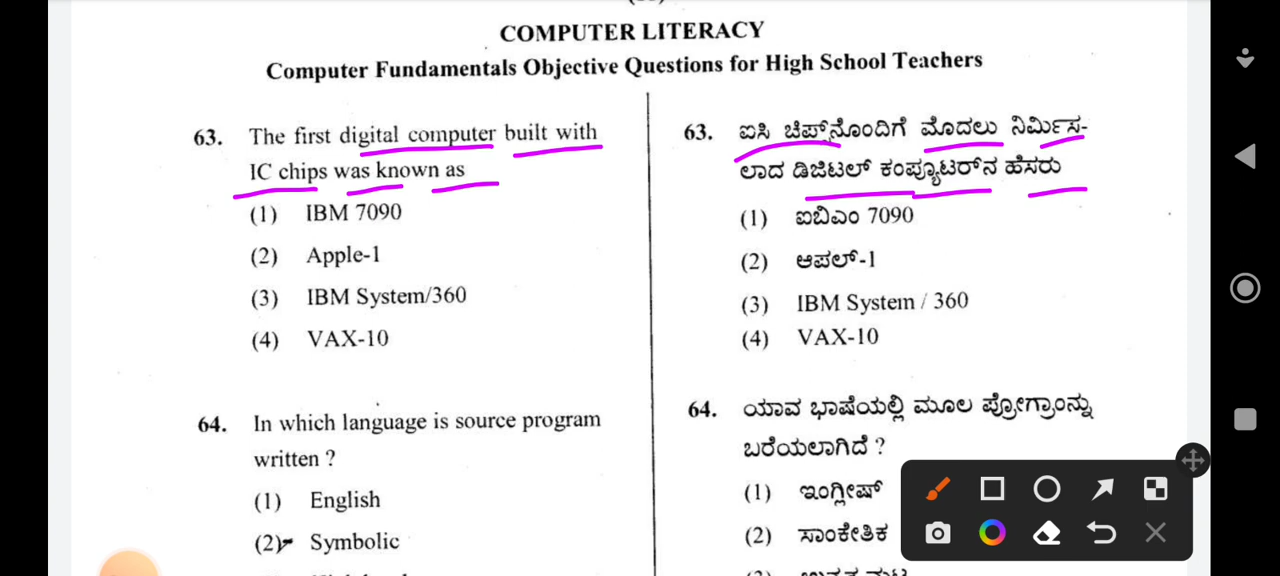 COMPUTER LITERACY
Computer Fundamentals Objective Questions for High School Teachers
63. The first digital computer built with
IC chips was known as
(1) IBM 7090
(2) Apple-1
(3) IBM System/360
(4) VAX-10
64. In which language is source program
written ?
(1) English
(2) Symbolic
63. ಐಸಿ ಚಿಪ್‌ನೊಂದಿಗೆ ಮೊದಲು ನಿರ್ಮಿಸ-
ಲಾದ ಡಿಜಿಟಲ್ ಕಂಪ್ಯೂಟರ್‌ನ ಹೆಸರು
(1) ಐಬಿಎಂ 7090
(2) ಆಪಲ್-1
(3) IBM System / 360
(4) VAX-10
64. ಯಾವ ಭಾಷೆಯಲ್ಲಿ ಮೂಲ ಪ್ರೋಗ್ರಾಂನ್ನು
ಬರೆಯಲಾಗಿದೆ ?
(1) ಇಂಗ್ಲೀಷ್
(2) ಸಾಂಕೇತಿಕ